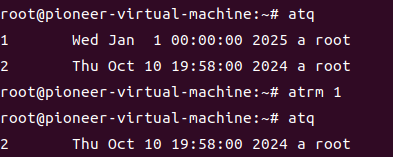 root@pioneer-virtual-machine:~# atq
1       Wed Jan  1 00:00:00 2025 a root
2       Thu Oct 10 19:58:00 2024 a root
root@pioneer-virtual-machine:~# atrm 1
root@pioneer-virtual-machine:~# atq
2       Thu Oct 10 19:58:00 2024 a root